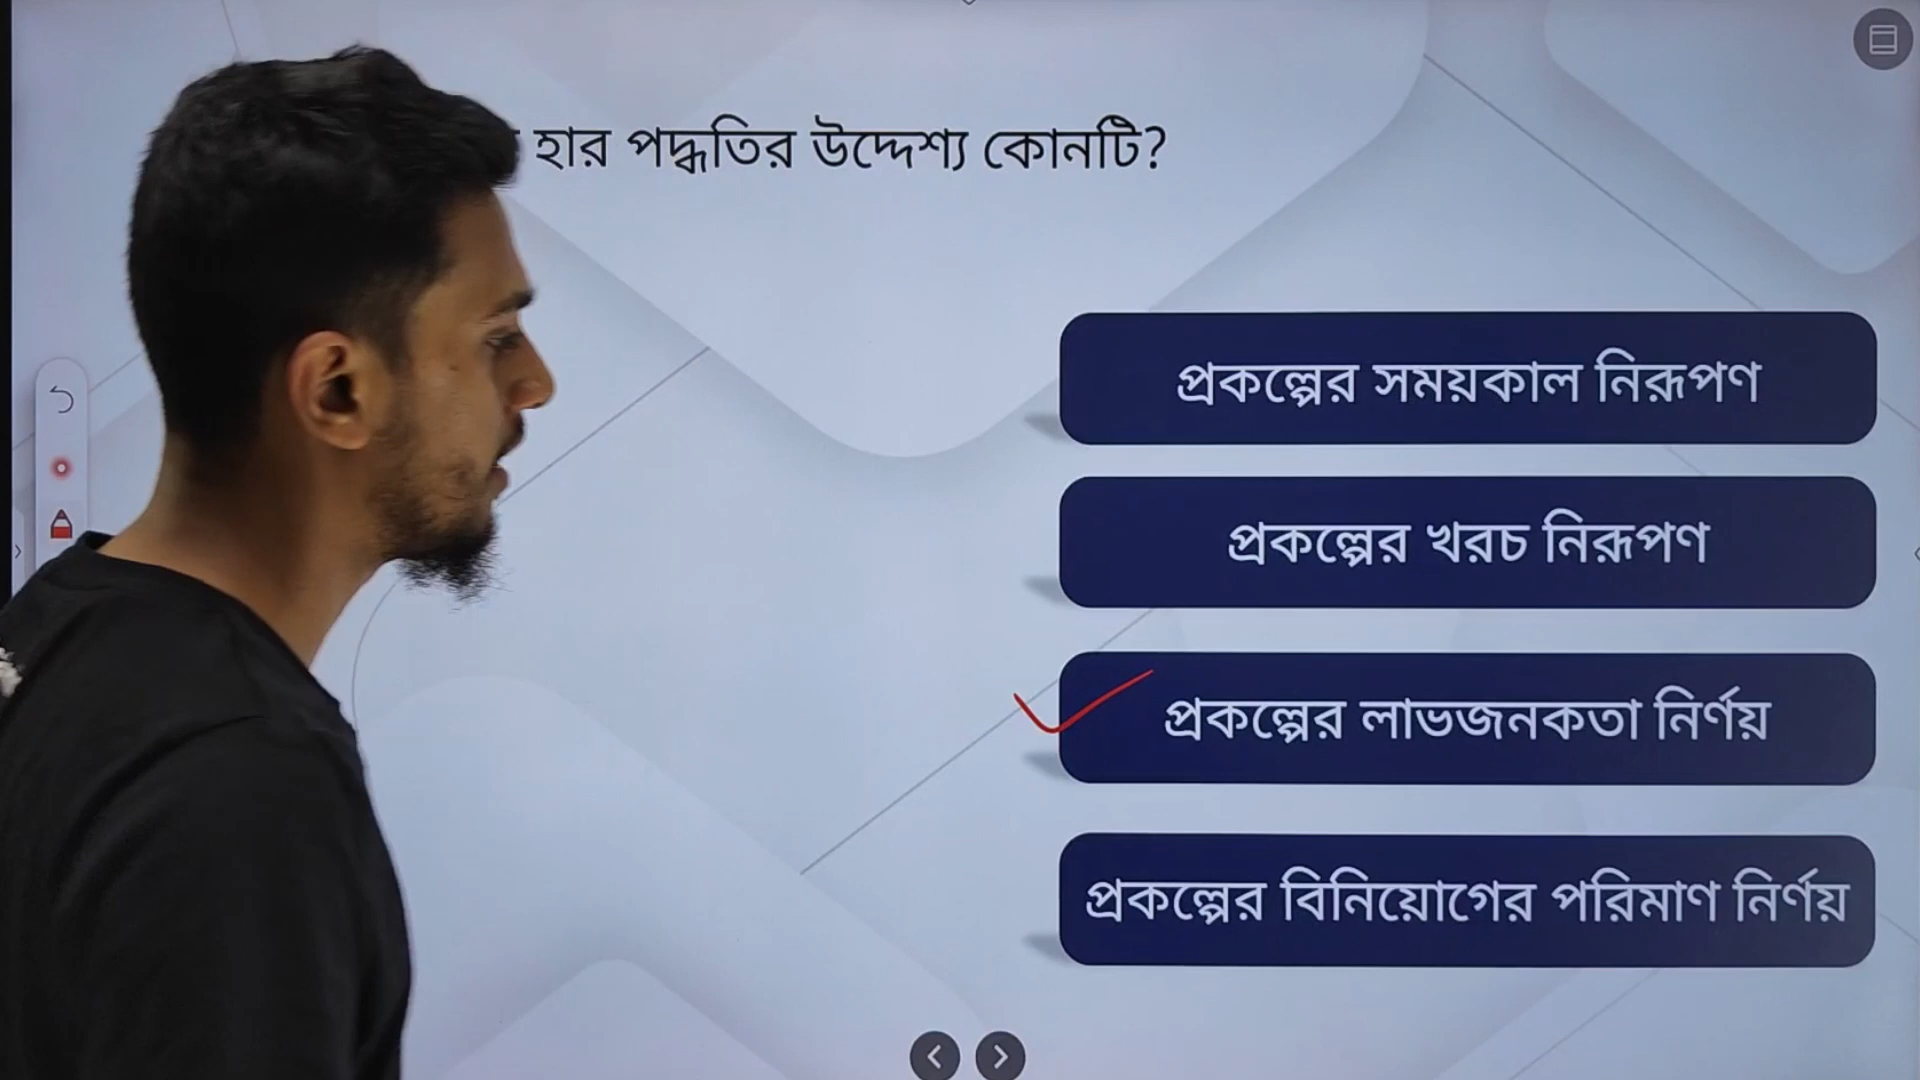 হার পদ্ধতির উদ্দেশ্য কোনটি?
প্রকল্পের সময়কাল নিরূপণ
প্রকল্পের খরচ নিরূপণ
প্রকল্পের লাভজনকতা নির্ণয়
প্রকল্পের বিনিয়োগের পরিমাণ নির্ণয়